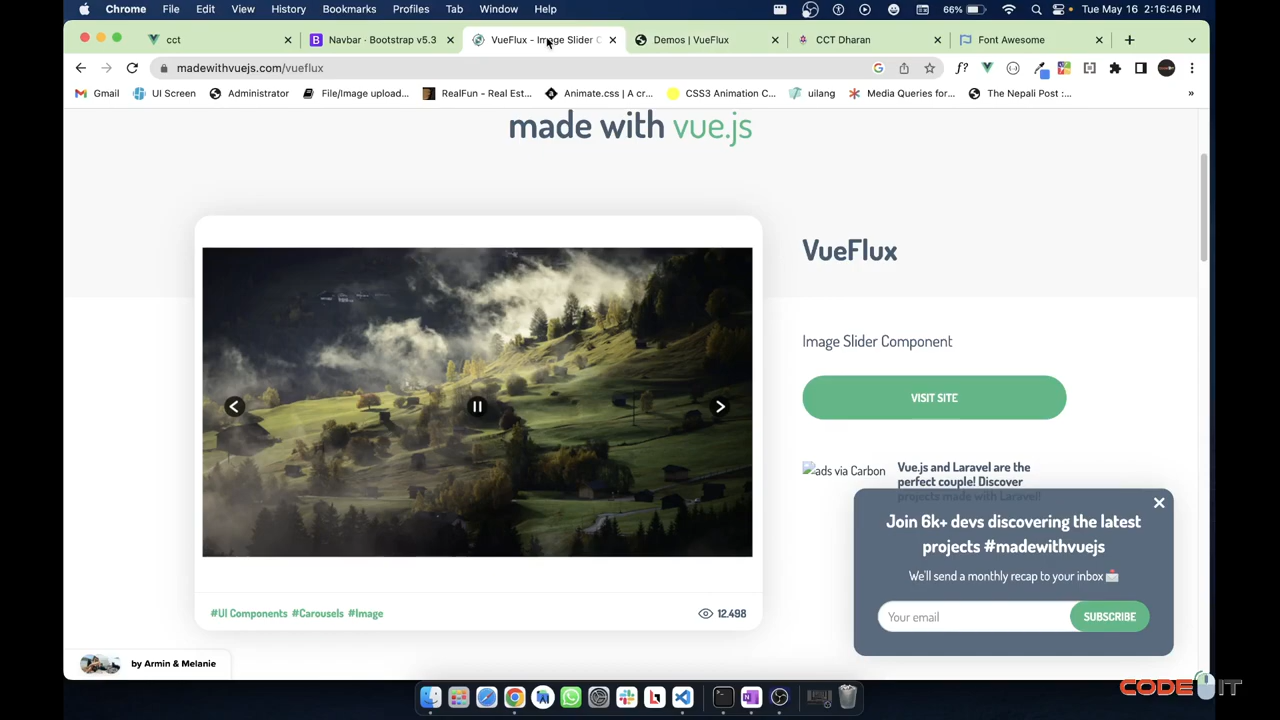 Chrome File Edit View History Bookmarks Profiles Tab Window Help 66% Tue May 16 2:16:46 PM
cct Navbar · Bootstrap v5.3 VueFlux - Image Slider C Demos | VueFlux CCT Dharan Font Awesome
madewithvuejs.com/vueflux
Gmail UI Screen Administrator File/Image upload... RealFun - Real Est... Animate.css | A cr... CSS3 Animation C... uilang Media Queries for... The Nepali Post :... »
made with vue.js
VueFlux
Image Slider Component
VISIT SITE
ads via Carbon
Vue.js and Laravel are the
perfect couple! Discover
projects made with Laravel!
Join 6k+ devs discovering the latest
projects #madewithvuejs
We'll send a monthly recap to your inbox
Your email SUBSCRIBE
#UI Components #Carousels #Image 12.498
by Armin & Melanie
CODE IT